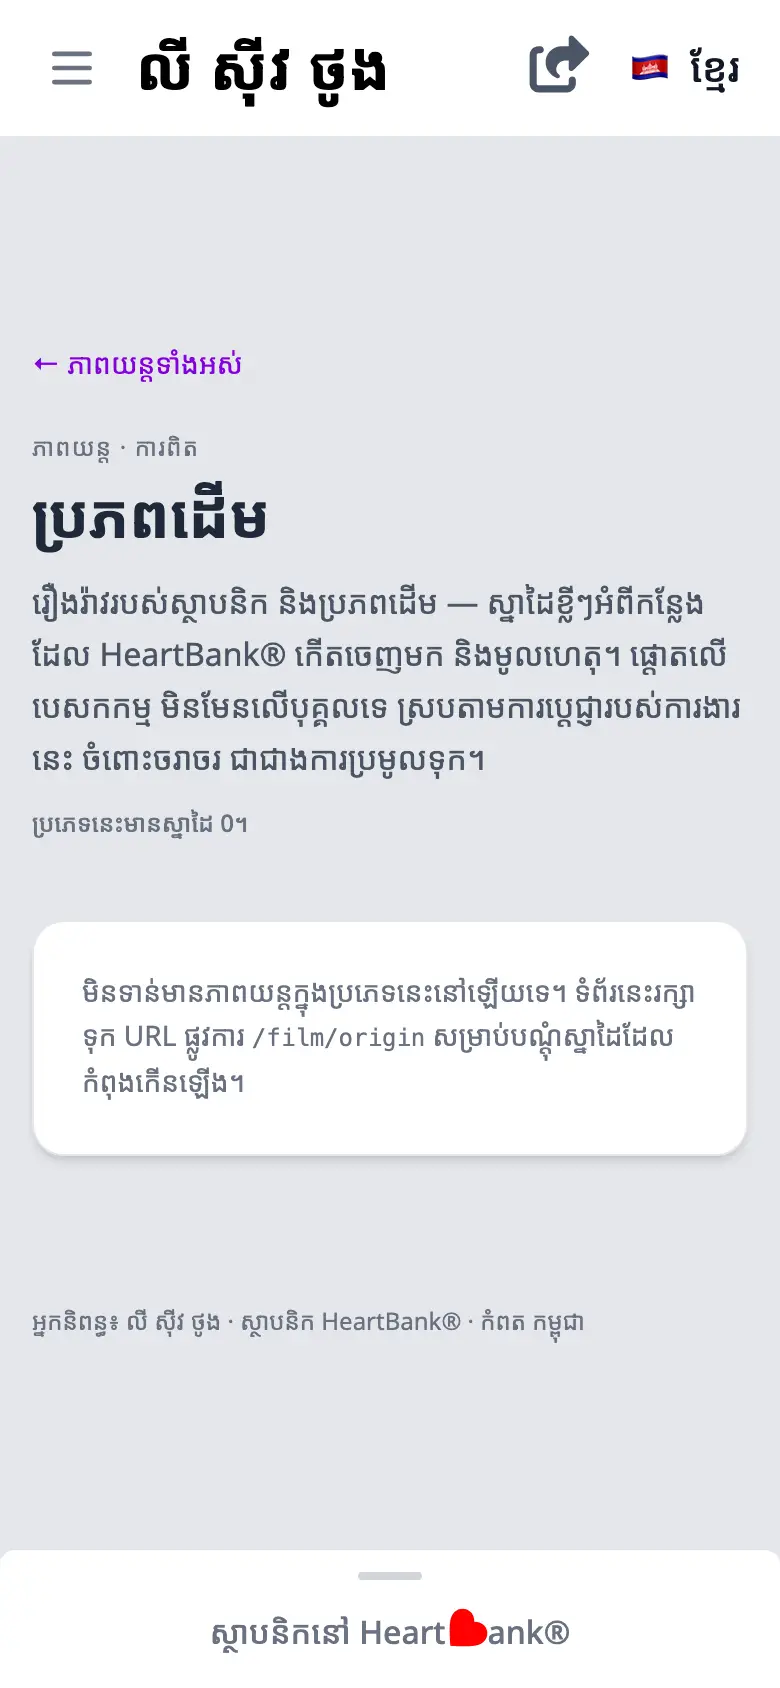 លី ស៊ីវ ថូង
ខ្មែរ
← ភាពយន្តទាំងអស់
ភាពយន្ត · ការពិត
ប្រភពដើម
រឿងរ៉ាវរបស់ស្ថាបនិក និងប្រភពដើម — ស្នាដៃខ្លីៗអំពីកន្លែង
ដែល HeartBank® កើតចេញមក និងមូលហេតុ។ ផ្តោតលើ
បេសកកម្ម មិនមែនលើបុគ្គលទេ ស្របតាមការប្តេជ្ញារបស់ការងារ
នេះ ចំពោះចរាចរ ជាជាងការប្រមូលទុក។
ប្រភេទនេះមានស្នាដៃ 0។
មិនទាន់មានភាពយន្តក្នុងប្រភេទនេះនៅឡើយទេ។ ទំព័រនេះរក្សា
ទុក URL ផ្លូវការ /film/origin សម្រាប់បណ្តុំស្នាដៃដែល
កំពុងកើនឡើង។
អ្នកនិពន្ធ៖ លី ស៊ីវ ថូង · ស្ថាបនិក HeartBank® · កំពត កម្ពុជា
ស្ថាបនិកនៅ Heartank®